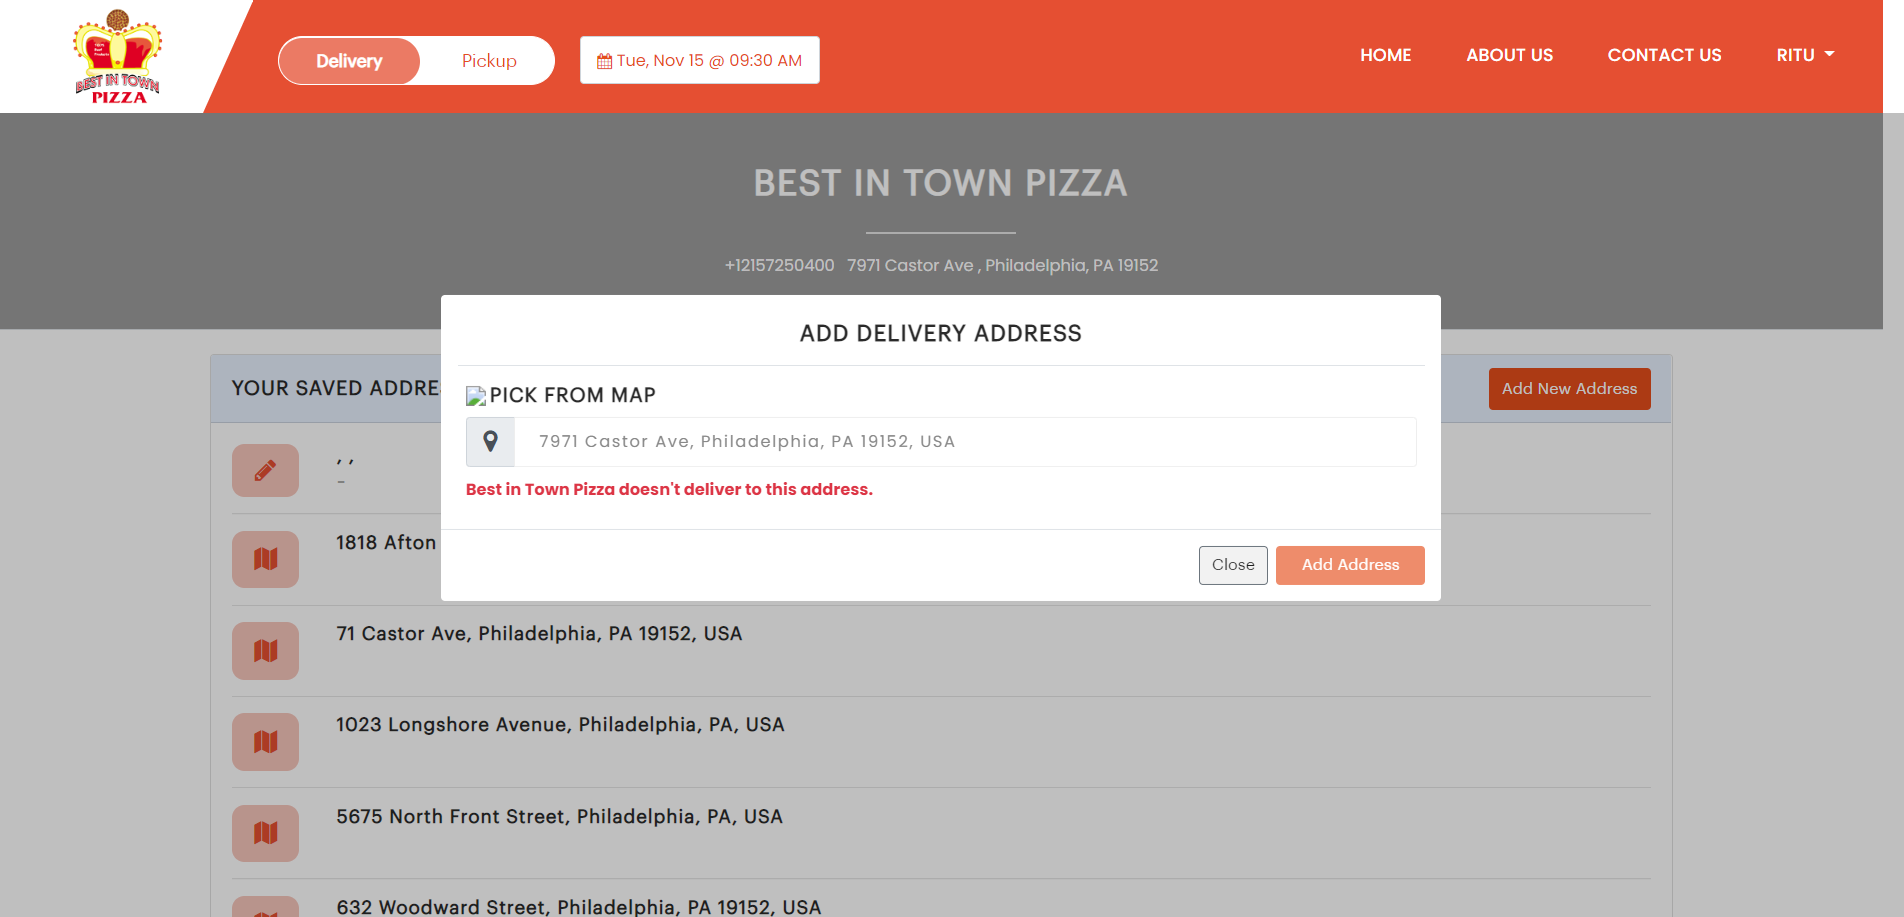 BEST IN TOWN
PIZZA
Delivery
Pickup
Tue, Nov 15 @ 09:30 AM
HOME
ABOUT US
CONTACT US
RITU
BEST IN TOWN PIZZA
+12157250400 7971 Castor Ave , Philadelphia, PA 19152
ADD DELIVERY ADDRESS
PICK FROM MAP
7971 Castor Ave, Philadelphia, PA 19152, USA
Best in Town Pizza doesn't deliver to this address.
Close
Add Address
YOUR SAVED ADDRE
Add New Address
, ,
-
1818 Afton
71 Castor Ave, Philadelphia, PA 19152, USA
1023 Longshore Avenue, Philadelphia, PA, USA
5675 North Front Street, Philadelphia, PA, USA
632 Woodward Street, Philadelphia, PA 19152, USA